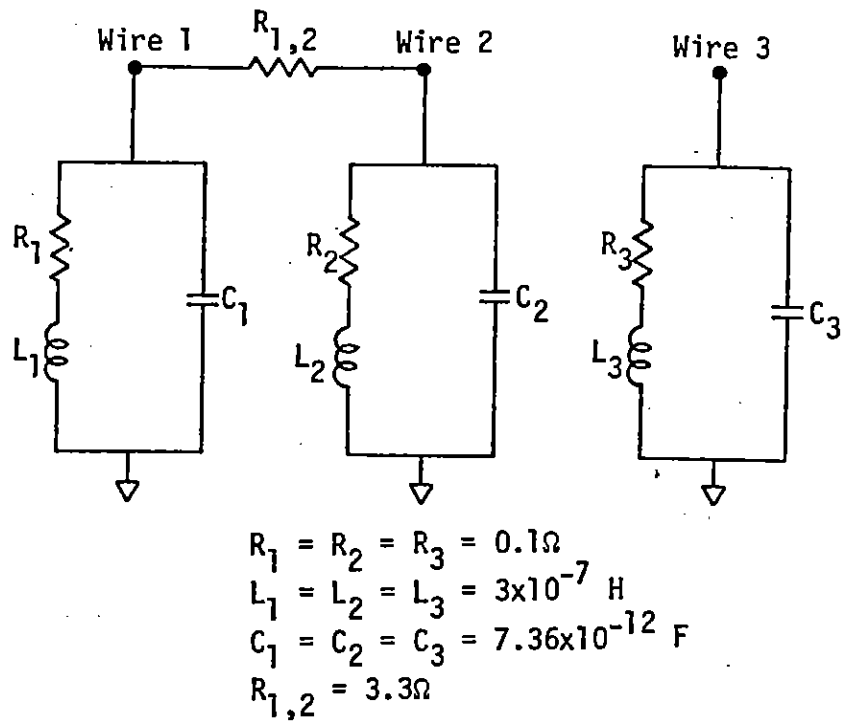 Wire 1 R1,2 Wire 2 Wire 3
R1 C1 R2 C2 R3 C3
L1 L2 L3
R1 = R2 = R3 = 0.1Ω
L1 = L2 = L3 = 3x10^-7 H
C1 = C2 = C3 = 7.36x10^-12 F
R1,2 = 3.3Ω